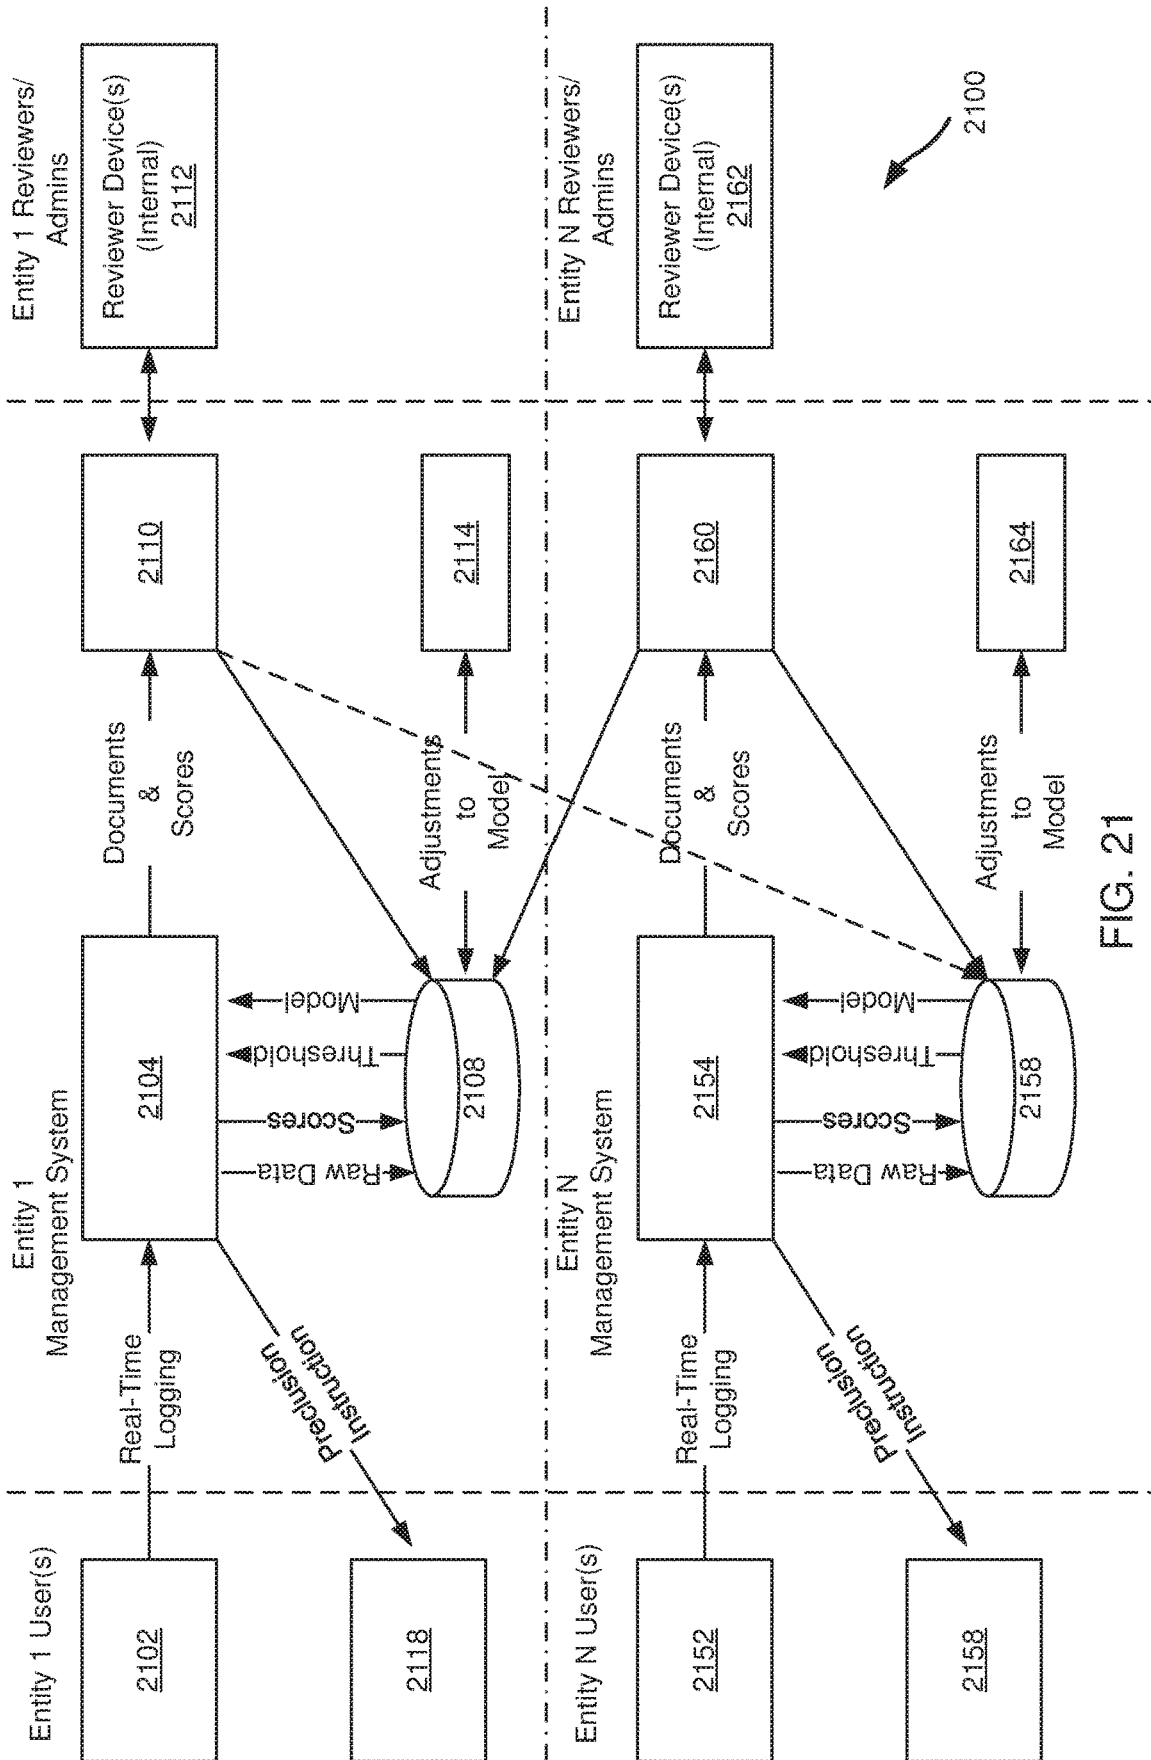 Entity 1 User(s)
2102
2118
Real-Time
Logging
Preclusion
Instruction
Entity 1
Management System
2104
Raw Data
Scores
Threshold
Model
2108
Documents
&
Scores
Adjustments
to
Model
2110
2114
Entity 1 Reviewers/
Admins
Reviewer Device(s)
(Internal)
2112
Entity N User(s)
2152
2158
Real-Time
Logging
Preclusion
Instruction
Entity N
Management System
2154
Raw Data
Scores
Threshold
Model
2158
Documents
&
Scores
Adjustments
to
Model
2160
2164
Entity N Reviewers/
Admins
Reviewer Device(s)
(Internal)
2162
2100
FIG. 21